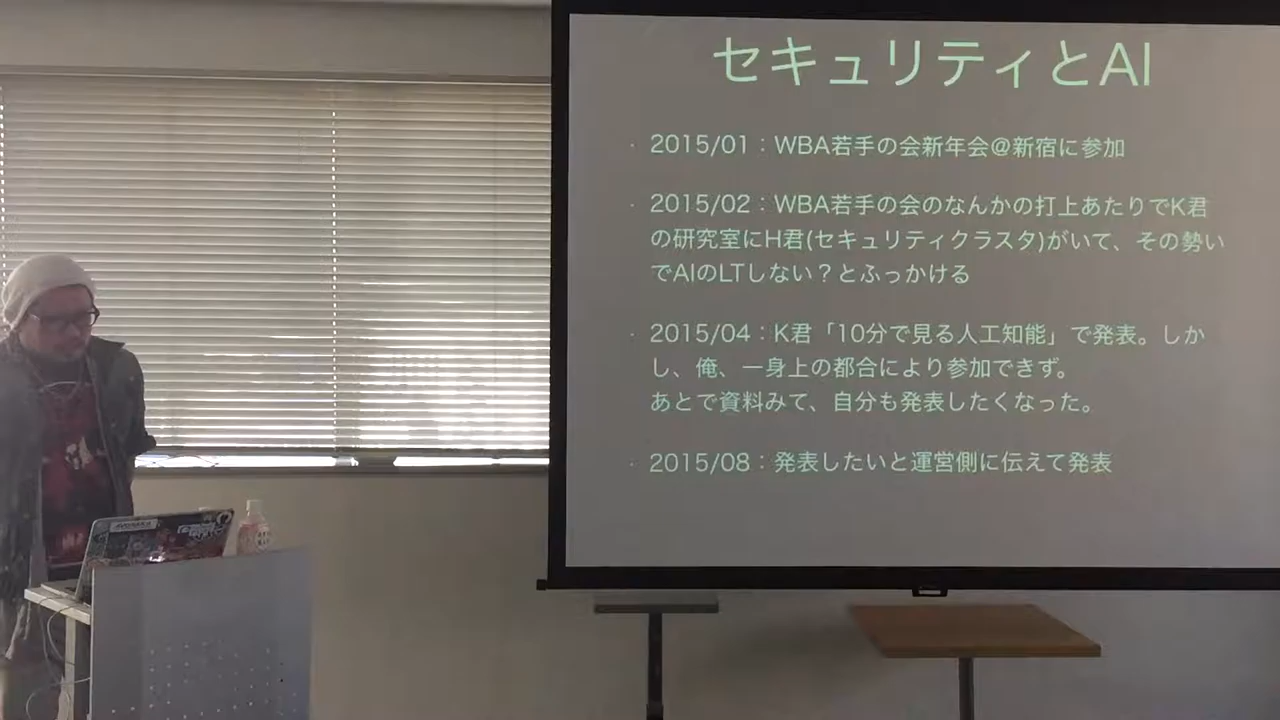 セキュリティとAI
・2015/01：WBA若手の会新年会@新宿に参加
・2015/02：WBA若手の会のなんかの打上あたりでK君
の研究室にH君(セキュリティクラスタ)がいて、その勢い
でAIのLTしない？とふっかける
・2015/04：K君「10分で見る人工知能」で発表。しか
し、俺、一身上の都合により参加できず。
あとで資料みて、自分も発表したくなった。
・2015/08：発表したいと運営側に伝えて発表